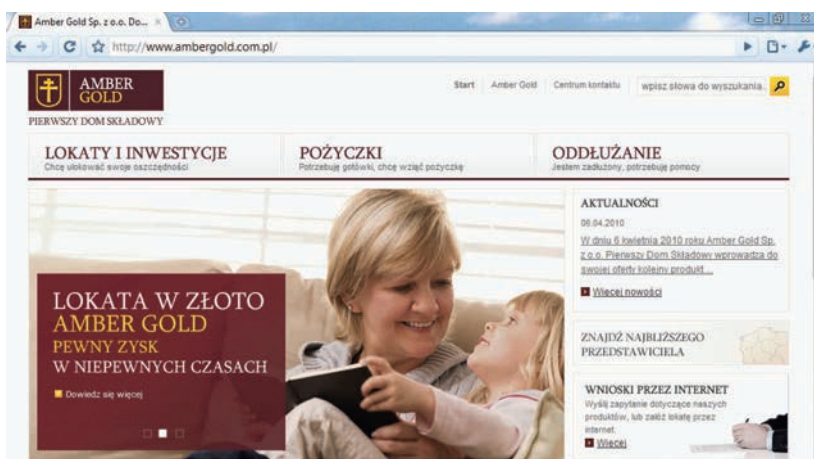 Amber Gold Sp. z o.o. Do...
http://www.ambergold.com.pl/
AMBER
GOLD
PIERWSZY DOM SKŁADOWY
Start Amber Gold Centrum kontaktu wpisz słowa do wyszukania..
LOKATY I INWESTYCJE
Chcę ulokować swoje oszczędności
POŻYCZKI
Potrzebuję gotówki, chcę wziąć pożyczkę
ODDŁUŻANIE
Jestem zadłużony, potrzebuję pomocy
LOKATA W ZŁOTO
AMBER GOLD
PEWNY ZYSK
W NIEPEWNYCH CZASACH
Dowiedz się więcej
AKTUALNOŚCI
06.04.2010
W dniu 6 kwietnia 2010 roku Amber Gold Sp.
z o.o. Pierwszy Dom Składowy wprowadza do
swojej oferty kolejny produkt ...
Więcej nowości
ZNAJDŹ NAJBLIŻSZEGO
PRZEDSTAWICIELA
WNIOSKI PRZEZ INTERNET
Wyślij zapytanie dotyczące naszych
produktów, lub załóż lokatę przez
internet.
Więcej